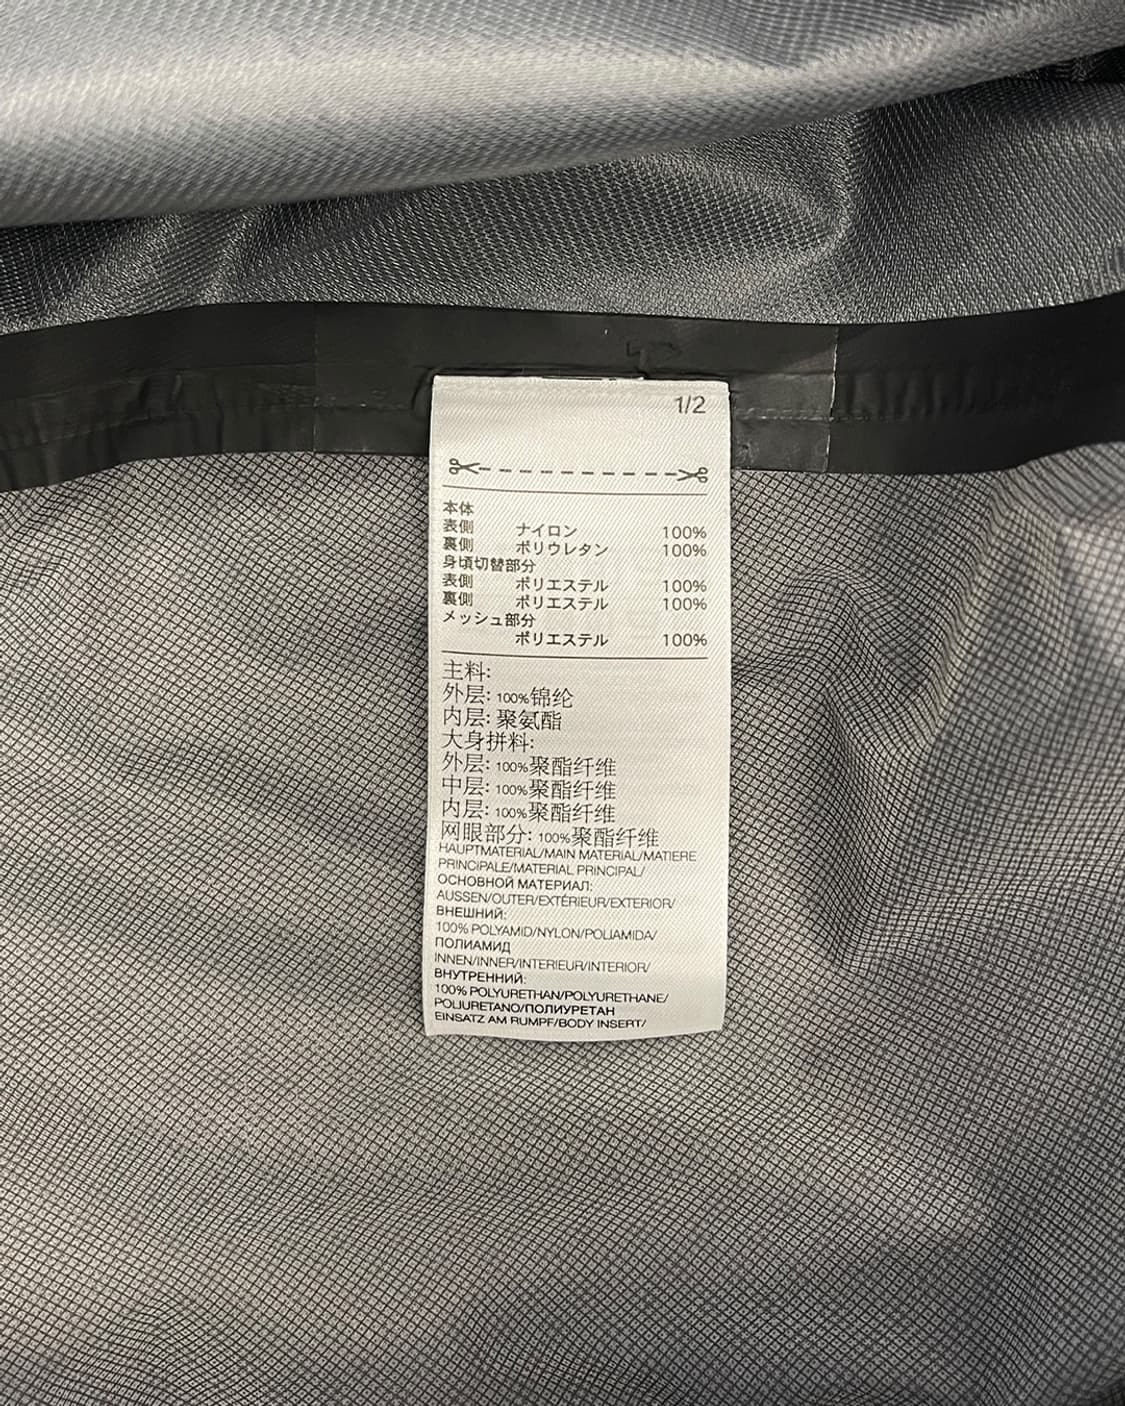 1/2
本体
表側 ナイロン 100%
裏側 ポリウレタン 100%
身頃切替部分
表側 ポリエステル 100%
裏側 ポリエステル 100%
メッシュ部分
ポリエステル 100%
主料:
外层: 100%锦纶
内层: 聚氨酯
大身拼料:
外层: 100%聚酯纤维
中层: 100%聚酯纤维
内层: 100%聚酯纤维
网眼部分: 100%聚酯纤维
HAUPTMATERIAL/MAIN MATERIAL/MATIERE
PRINCIPALE/MATERIAL PRINCIPAL/
ОСНОВНОЙ МАТЕРИАЛ:
AUSSEN/OUTER/EXTÉRIEUR/EXTERIOR/
ВНЕШНИЙ:
100% POLYAMID/NYLON/POLIAMIDA/
ПОЛИАМИД
INNEN/INNER/INTERIEUR/INTERIOR/
ВНУТРЕННИЙ:
100% POLYURETHAN/POLYURETHANE/
POLIURETANO/ПОЛИУРЕТАН
EINSATZ AM RUMPF/BODY INSERT/